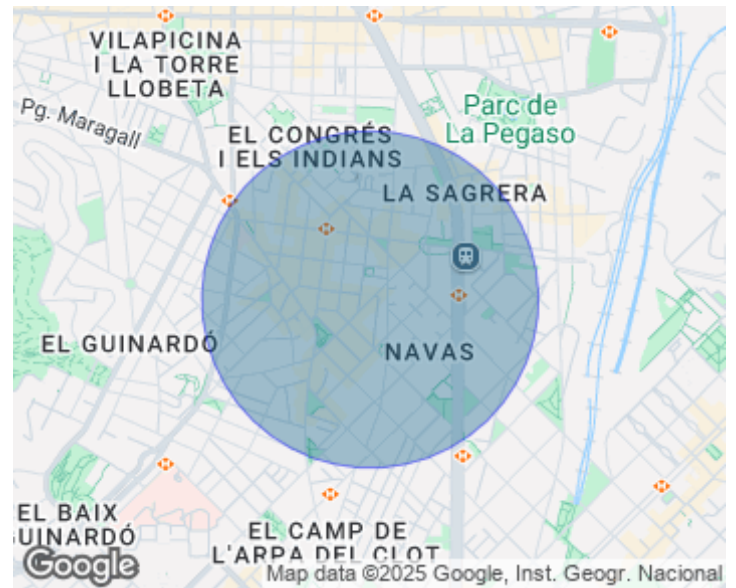 VILAPICINA
I LA TORRE
LLOBETA
Pg. Maragall
Parc de
La Pegaso
EL CONGRÉS
I ELS INDIANS
LA SAGRERA
EL GUINARDÓ
NAVAS
EL BAIX
GUINARDÓ
EL CAMP DE
L'ARPA DEL CLOT
Google
Map data ©2025 Google, Inst. Geogr. Nacional